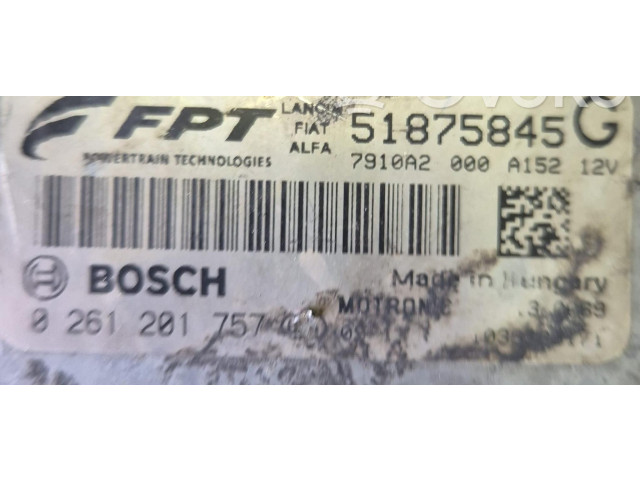 FPT
POWERTRAIN TECHNOLOGIES
FIAT
ALFA
51875845 G
7910A2 000 A152 12V
BOSCH
Made in Hungary
0 261 201 757
MOTRONIC